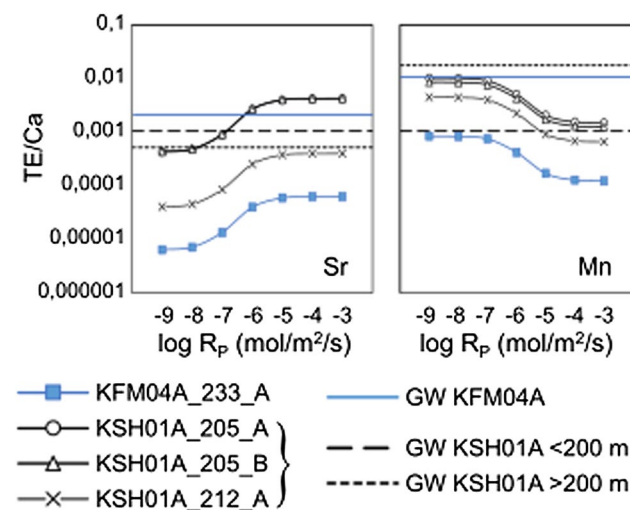 TE/Ca
0,1
0,01
0,001
0,0001
0,00001
0,000001
Sr
Mn
-9 -8 -7 -6 -5 -4 -3
-9 -8 -7 -6 -5 -4 -3
log RP (mol/m²/s)
log RP (mol/m²/s)
KFM04A_233_A
KSH01A_205_A
KSH01A_205_B
KSH01A_212_A
GW KFM04A
GW KSH01A <200 m
GW KSH01A >200 m